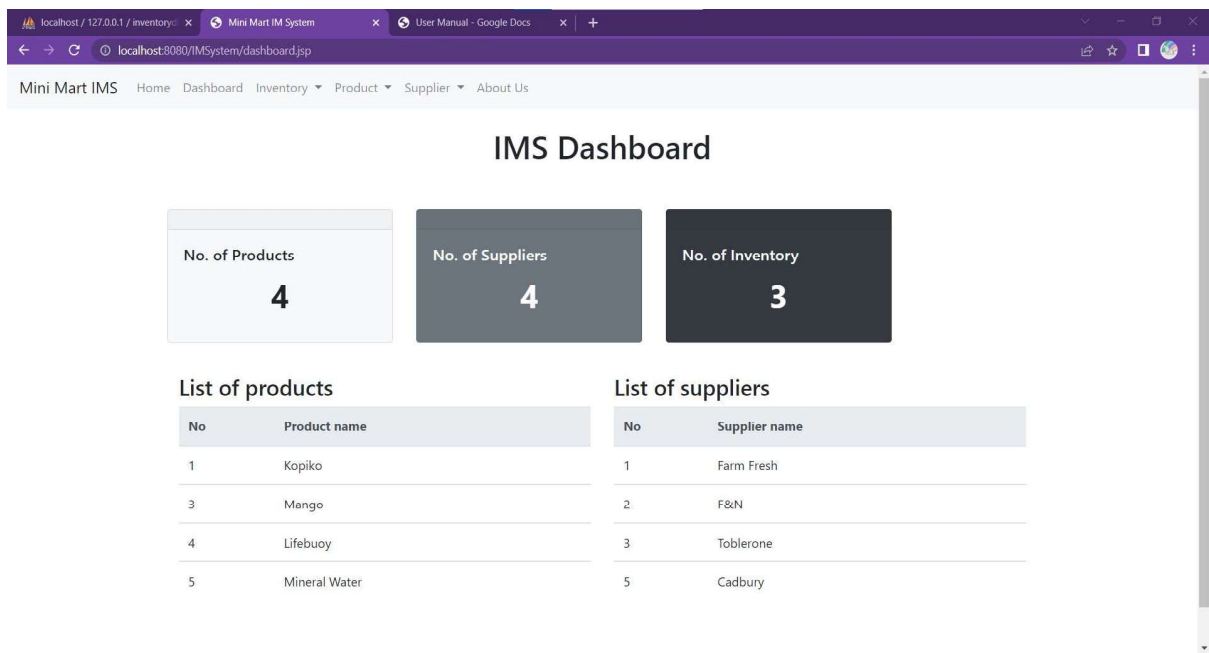 localhost / 127.0.0.1 / inventoryd Mini Mart IM System User Manual - Google Docs
localhost:8080/IMSystem/dashboard.jsp
Mini Mart IMS Home Dashboard Inventory Product Supplier About Us
IMS Dashboard
No. of Products No. of Suppliers No. of Inventory
4 4 3
List of products List of suppliers
No Product name No Supplier name
1 Kopiko 1 Farm Fresh
3 Mango 2 F&N
4 Lifebuoy 3 Toblerone
5 Mineral Water 5 Cadbury